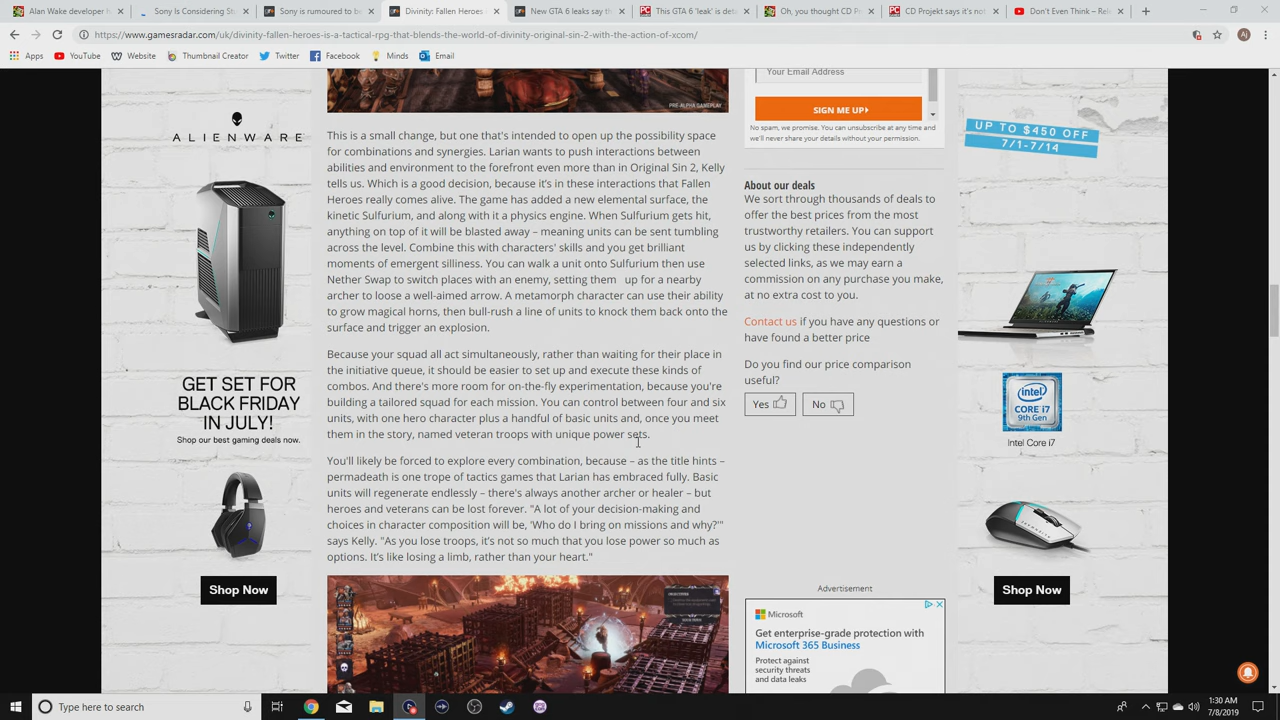 Alan Wake developer h
Sony Is Considering Stu
Sony is rumoured to be
Divinity: Fallen Heroes
New GTA 6 leaks say th
This GTA 6 'leak' is det
Oh, you thought CD P
CD Projekt says it's not
Don't Even Think – Rele
https://www.gamesradar.com/uk/divinity-fallen-heroes-is-a-tactical-rpg-that-blends-the-world-of-divinity-original-sin-2-with-the-action-of-xcom/
Apps YouTube Website Thumbnail Creator Twitter Facebook Minds Email
ALIENWARE
GET SET FOR
BLACK FRIDAY
IN JULY!
Shop our best gaming deals now.
Shop Now
PRE-ALPHA GAMEPLAY
This is a small change, but one that's intended to open up the possibility space
for combinations and synergies. Larian wants to push interactions between
abilities and environment to the forefront even more than in Original Sin 2, Kelly
tells us. Which is a good decision, because it's in these interactions that Fallen
Heroes really comes alive. The game has added a new elemental surface, the
kinetic Sulfurium, and along with it a physics engine. When Sulfurium gets hit,
anything on top of it will be blasted away – meaning units can be sent tumbling
across the level. Combine this with characters' skills and you get brilliant
moments of emergent silliness. You can walk a unit onto Sulfurium then use
Nether Swap to switch places with an enemy, setting them up for a nearby
archer to loose a well-aimed arrow. A metamorph character can use their ability
to grow magical horns, then bull-rush a line of units to knock them back onto the
surface and trigger an explosion.
Because your squad all act simultaneously, rather than waiting for their place in
the initiative queue, it should be easier to set up and execute these kinds of
combos. And there's more room for on-the-fly experimentation, because you're
building a tailored squad for each mission. You can control between four and six
units, with one hero character plus a handful of basic units and, once you meet
them in the story, named veteran troops with unique power sets.
You'll likely be forced to explore every combination, because – as the title hints –
permadeath is one trope of tactics games that Larian has embraced fully. Basic
units will regenerate endlessly – there's always another archer or healer – but
heroes and veterans can be lost forever. "A lot of your decision-making and
choices in character composition will be, 'Who do I bring on missions and why?'"
says Kelly. "As you lose troops, it's not so much that you lose power so much as
options. It's like losing a limb, rather than your heart."
Your Email Address
SIGN ME UP
No spam, we promise. You can unsubscribe at any time and
we'll never share your details without your permission.
About our deals
We sort through thousands of deals to
offer the best prices from the most
trustworthy retailers. You can support
us by clicking these independently
selected links, as we may earn a
commission on any purchase you make,
at no extra cost to you.
Contact us if you have any questions or
have found a better price
Do you find our price comparison
useful?
Yes No
Advertisement
Microsoft
Get enterprise-grade protection with
Microsoft 365 Business
Protect against
security threats
and data leaks
UP TO $450 OFF
7/1-7/14
intel
CORE i7
9th Gen
Intel Core i7
Shop Now
Type here to search
1:30 AM
7/8/2019